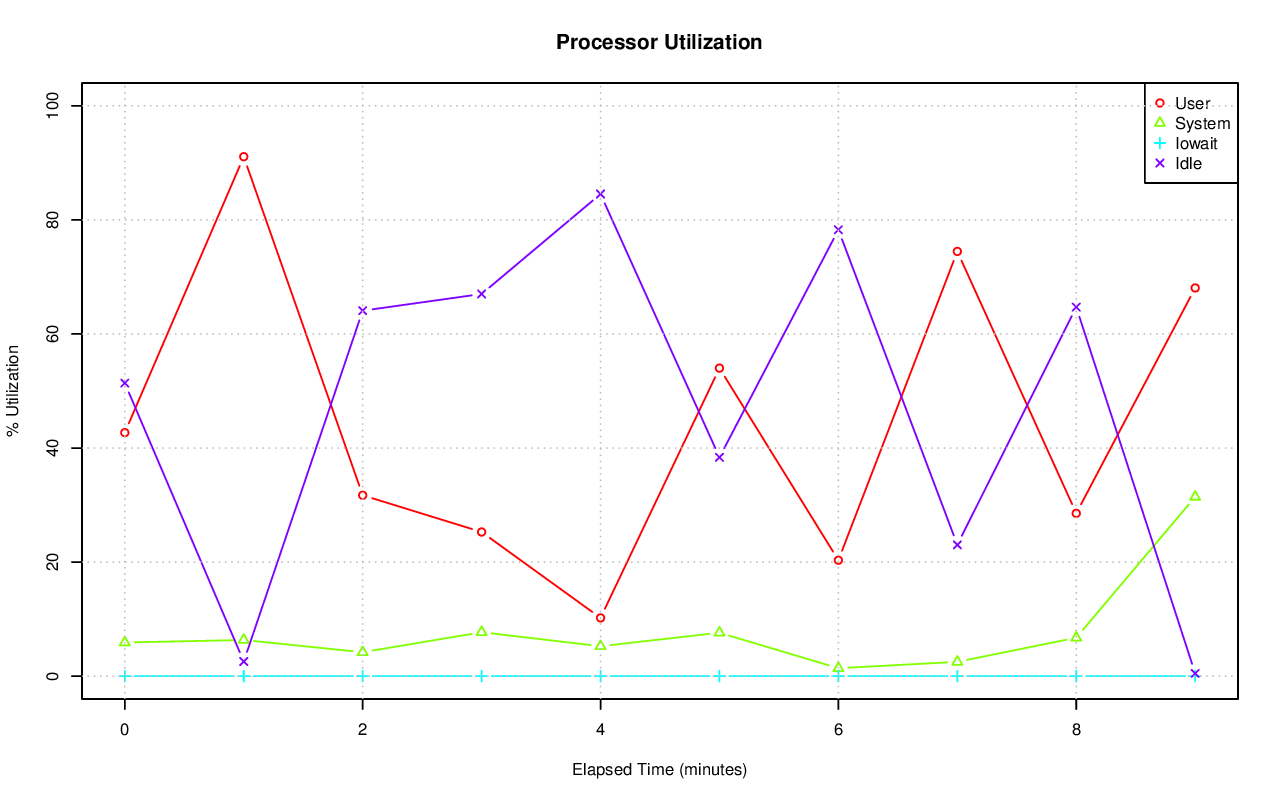 Processor Utilization
User
System
Iowait
Idle
% Utilization
100
80
60
40
20
0
0 2 4 6 8
Elapsed Time (minutes)